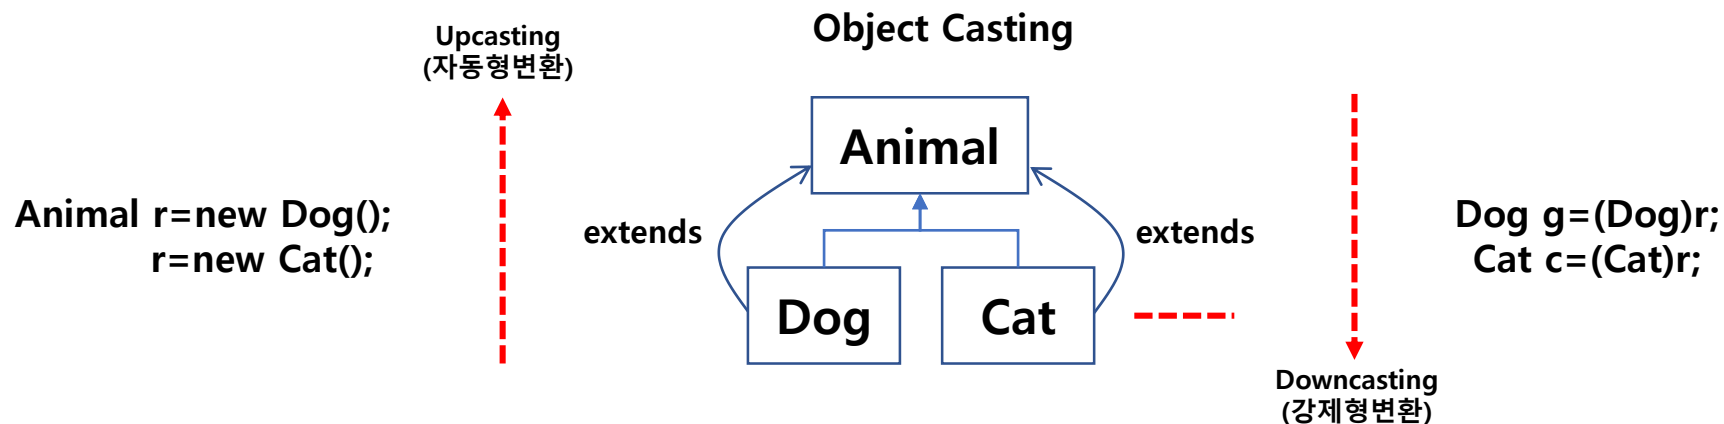 Object Casting
Upcasting
(자동형변환)
Animal
Animal r=new Dog();
r=new Cat();
extends
extends
Dog g=(Dog)r;
Cat c=(Cat)r;
Dog
Cat
Downcasting
(강제형변환)